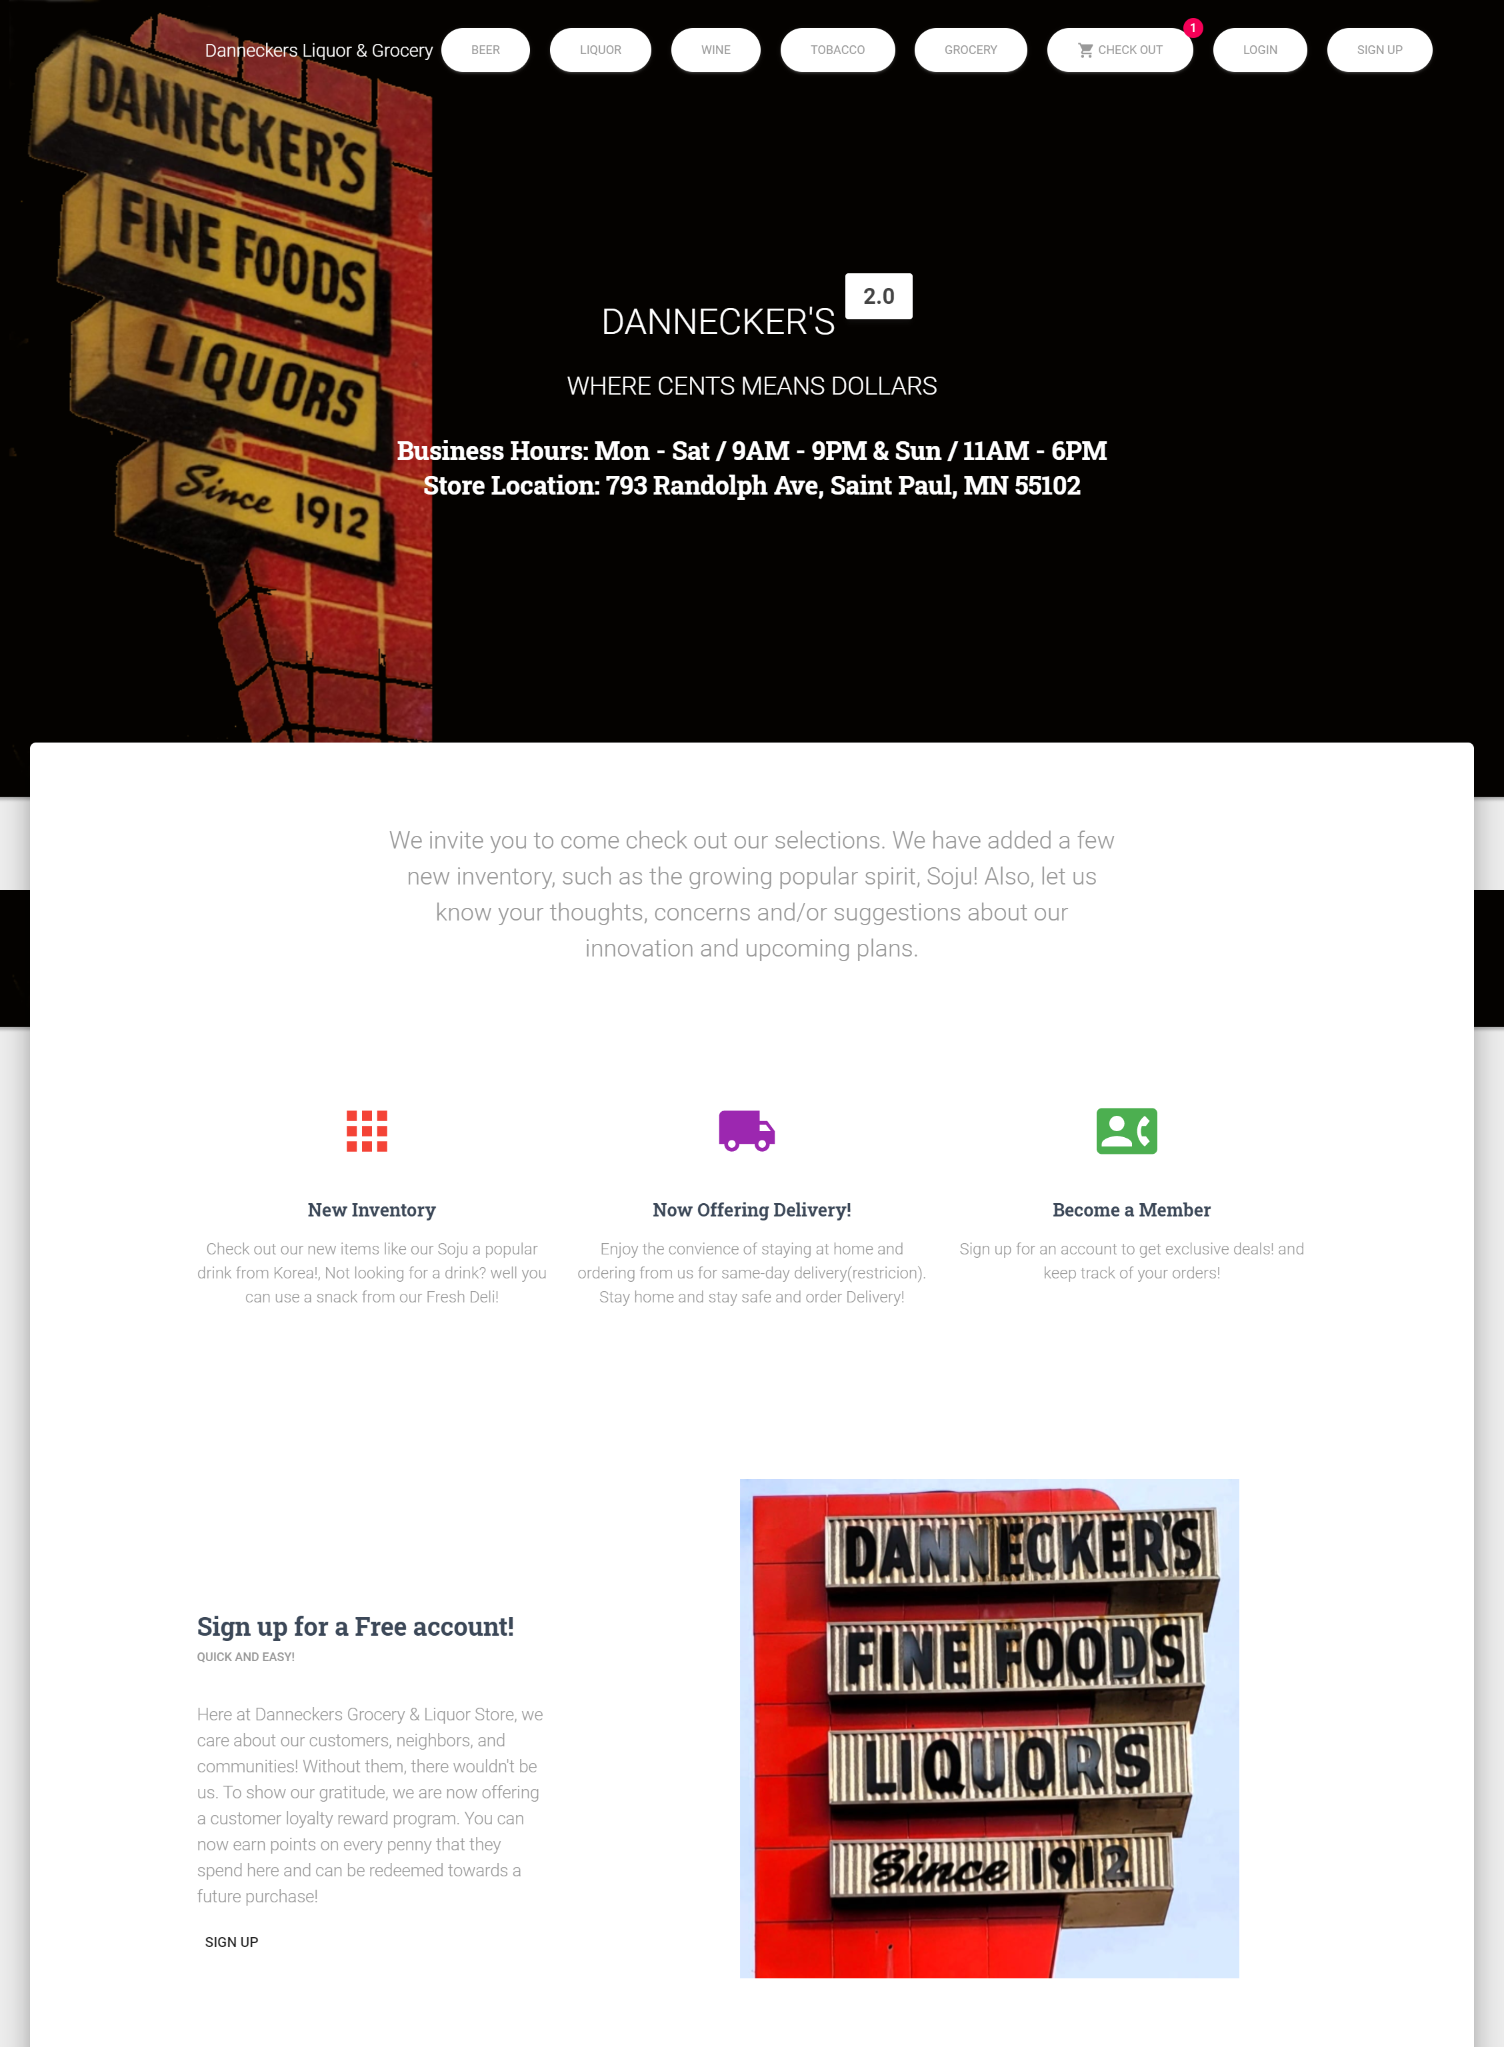 Danneckers Liquor & Grocery
BEER
LIQUOR
WINE
TOBACCO
GROCERY
CHECK OUT
1
LOGIN
SIGN UP
DANNECKER'S
FINE FOODS
LIQUORS
Since 1912
DANNECKER'S 2.0
WHERE CENTS MEANS DOLLARS
Business Hours: Mon - Sat / 9AM - 9PM & Sun / 11AM - 6PM
Store Location: 793 Randolph Ave, Saint Paul, MN 55102
We invite you to come check out our selections. We have added a few
new inventory, such as the growing popular spirit, Soju! Also, let us
know your thoughts, concerns and/or suggestions about our
innovation and upcoming plans.
New Inventory
Check out our new items like our Soju a popular
drink from Korea!, Not looking for a drink? well you
can use a snack from our Fresh Deli!
Now Offering Delivery!
Enjoy the convience of staying at home and
ordering from us for same-day delivery(restricion).
Stay home and stay safe and order Delivery!
Become a Member
Sign up for an account to get exclusive deals! and
keep track of your orders!
Sign up for a Free account!
QUICK AND EASY!
Here at Danneckers Grocery & Liquor Store, we
care about our customers, neighbors, and
communities! Without them, there wouldn't be
us. To show our gratitude, we are now offering
a customer loyalty reward program. You can
now earn points on every penny that they
spend here and can be redeemed towards a
future purchase!
SIGN UP
DANNECKER'S
FINE FOODS
LIQUORS
Since 1912